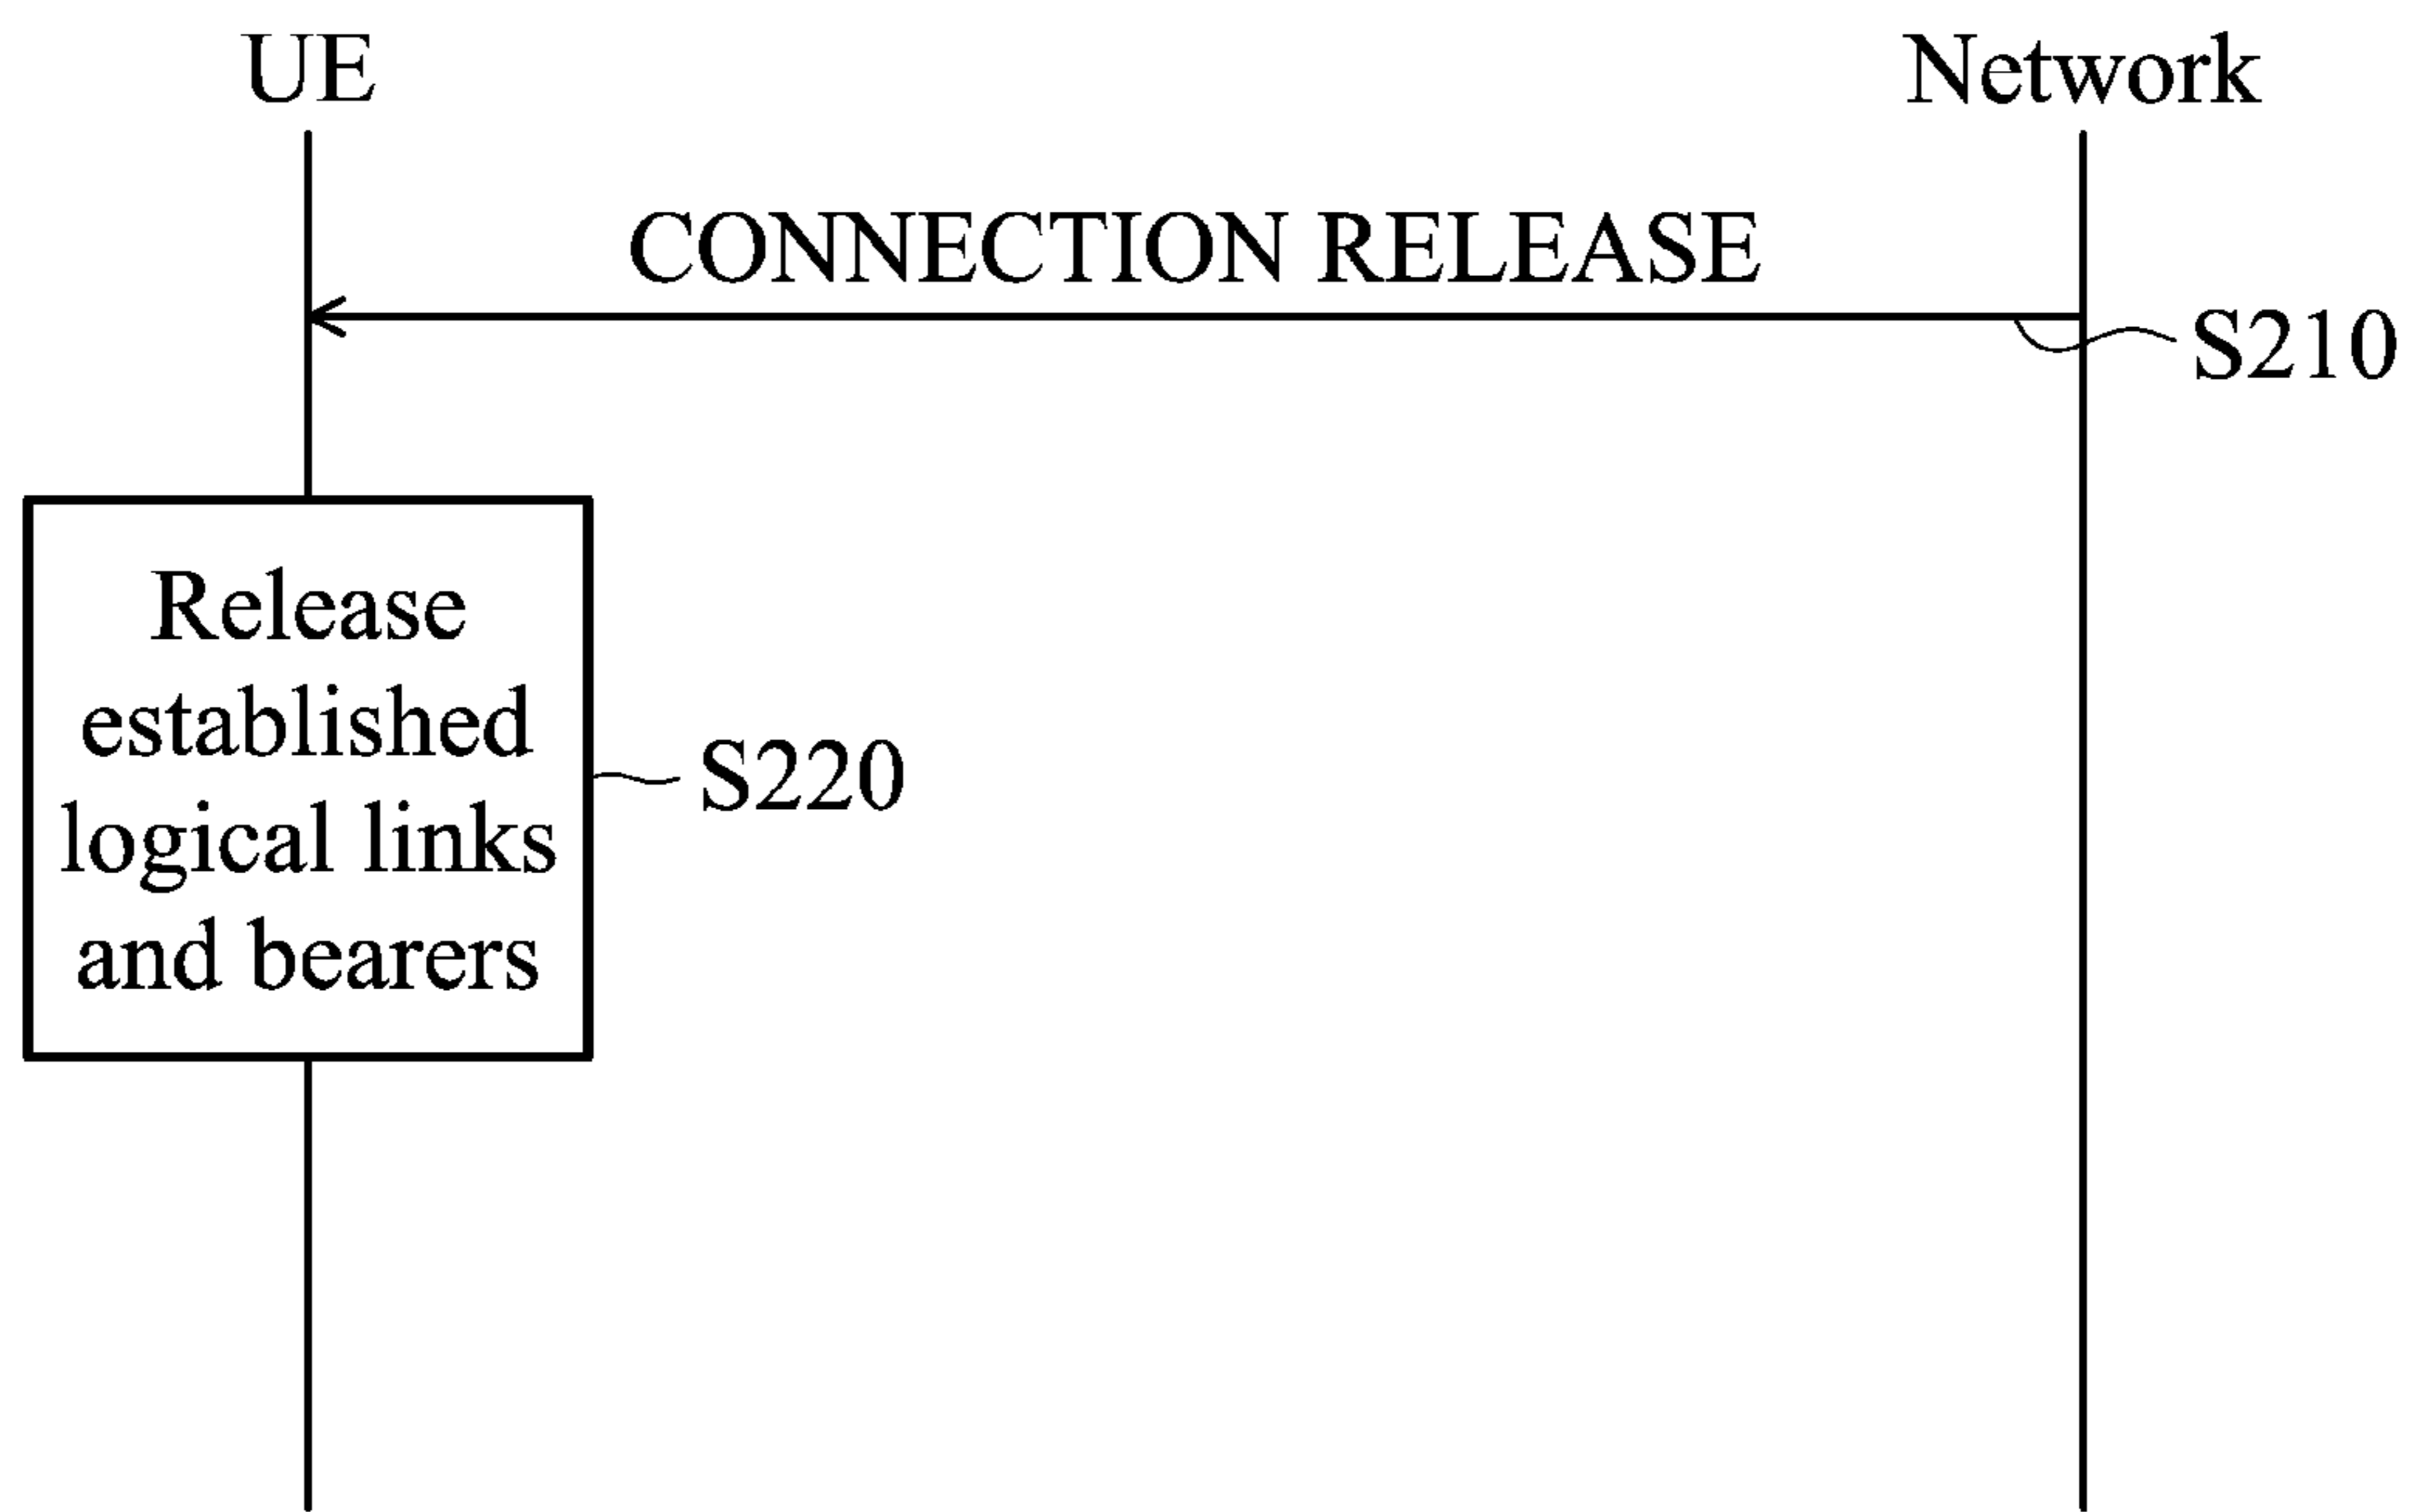 UE
Network
CONNECTION RELEASE
S210
Release
established
logical links
and bearers
S220